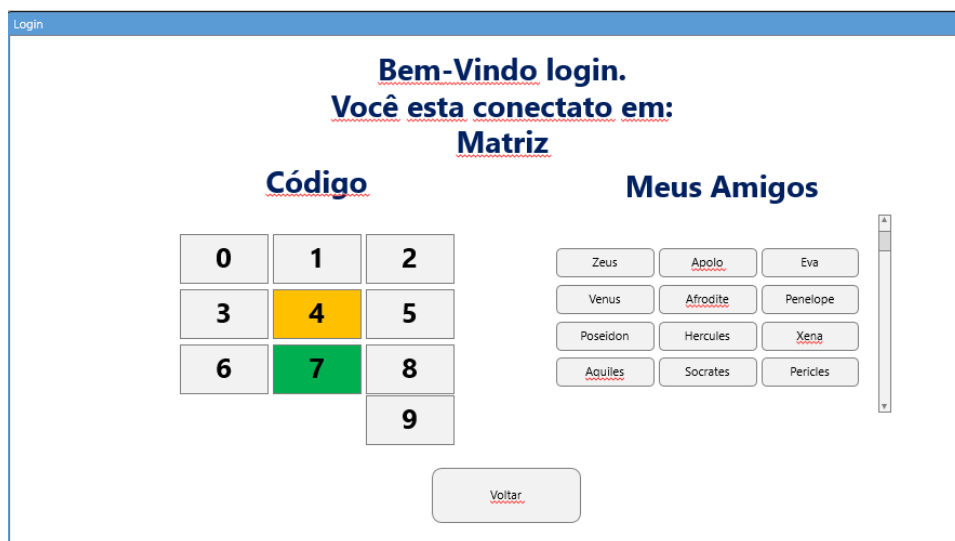 Login
Bem-Vindo login.
Você esta conectato em:
Matriz
Código
Meus Amigos
0 1 2
3 4 5
6 7 8
9
Zeus Apolo Eva
Venus Afrodite Penelope
Poseidon Hercules Xena
Aquiles Socrates Pericles
Voltar